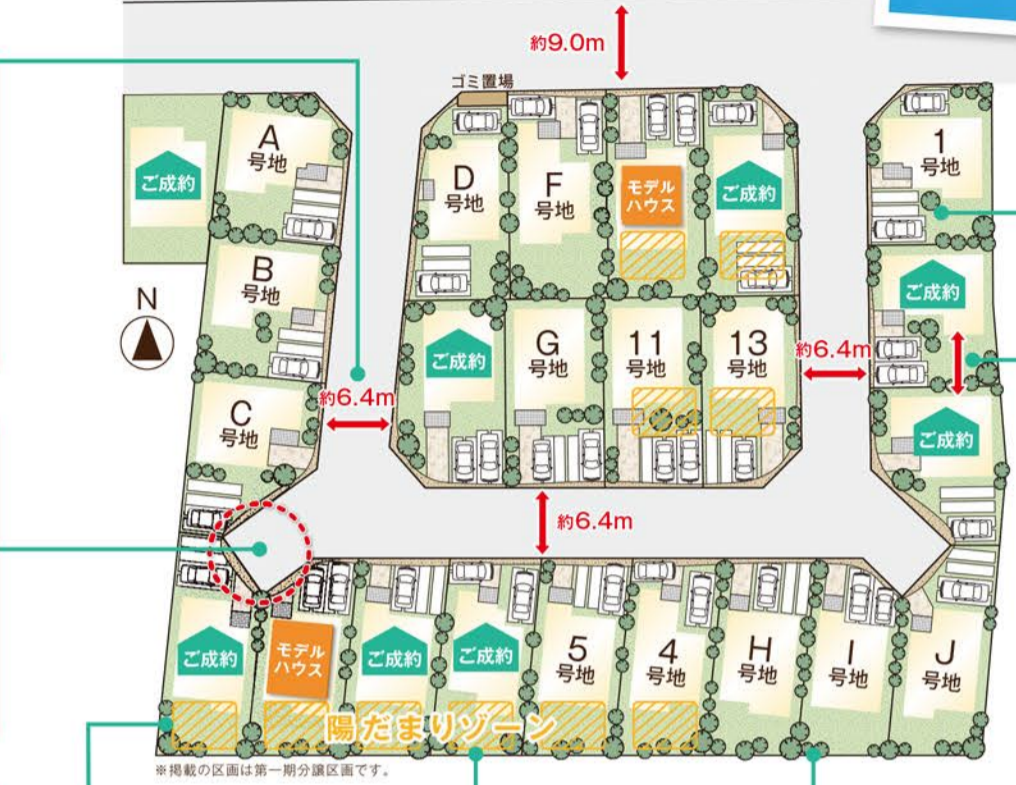 約9.0m
ゴミ置場
ご成約
A
号地
D
号地
F
号地
モデル
ハウス
ご成約
1
号地
B
号地
N
ご成約
ご成約
G
号地
11
号地
13
号地
約6.4m
約6.4m
C
号地
ご成約
約6.4m
ご成約
モデル
ハウス
ご成約
ご成約
5
号地
4
号地
H
号地
I
号地
J
号地
陽だまりゾーン
※掲載の区画は第一期分譲区画です。